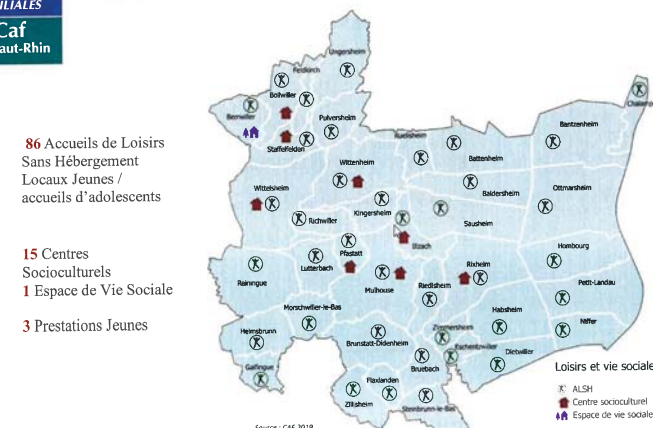 ILIALES
Caf
aut-Rhin
86 Accueils de Loisirs
Sans Hébergement
Locaux Jeunes /
accueils d'adolescents
15 Centres
Socioculturels
1 Espace de Vie Sociale
3 Prestations Jeunes
Ungersheim
Feldkirch
Bollwiller
Berrwiller
Pulversheim
Staffelfelden
Ruelisheim
Bantzenheim
Chalampé
Wittenheim
Battenheim
Wittelsheim
Baldersheim
Ottmarsheim
Kingersheim
Richwiller
Sausheim
Illzach
Hombourg
Pfastatt
Lutterbach
Rixheim
Reiningue
Mulhouse
Riedisheim
Petit-Landau
Morschwiller-le-Bas
Habsheim
Niffer
Heimsbrunn
Zimmersheim
Brunstatt-Didenheim
Eschentzwiller
Dietwiller
Galfingue
Bruebach
Flaxlanden
Zillisheim
Steinbrunn-le-Bas
Loisirs et vie sociale
ALSH
Centre socioculturel
Espace de vie sociale
Source : CAF 2019